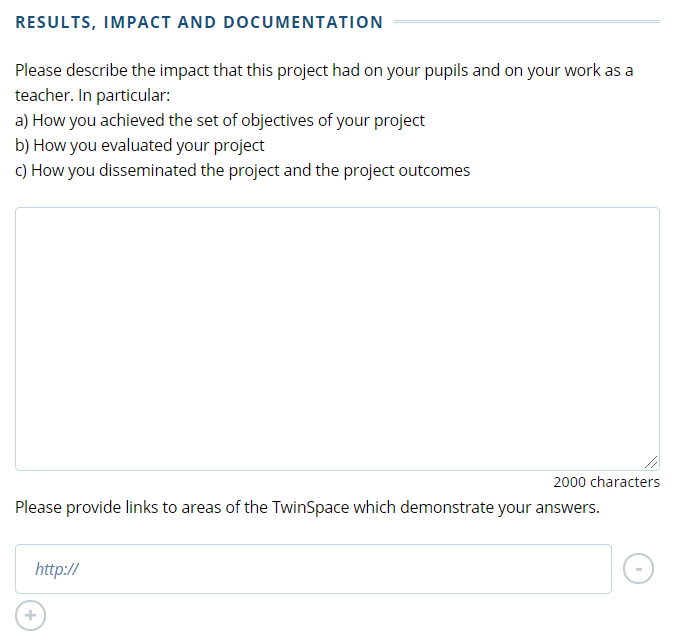 RESULTS, IMPACT AND DOCUMENTATION
Please describe the impact that this project had on your pupils and on your work as a
teacher. In particular:
a) How you achieved the set of objectives of your project
b) How you evaluated your project
c) How you disseminated the project and the project outcomes
2000 characters
Please provide links to areas of the TwinSpace which demonstrate your answers.
http://
-
+